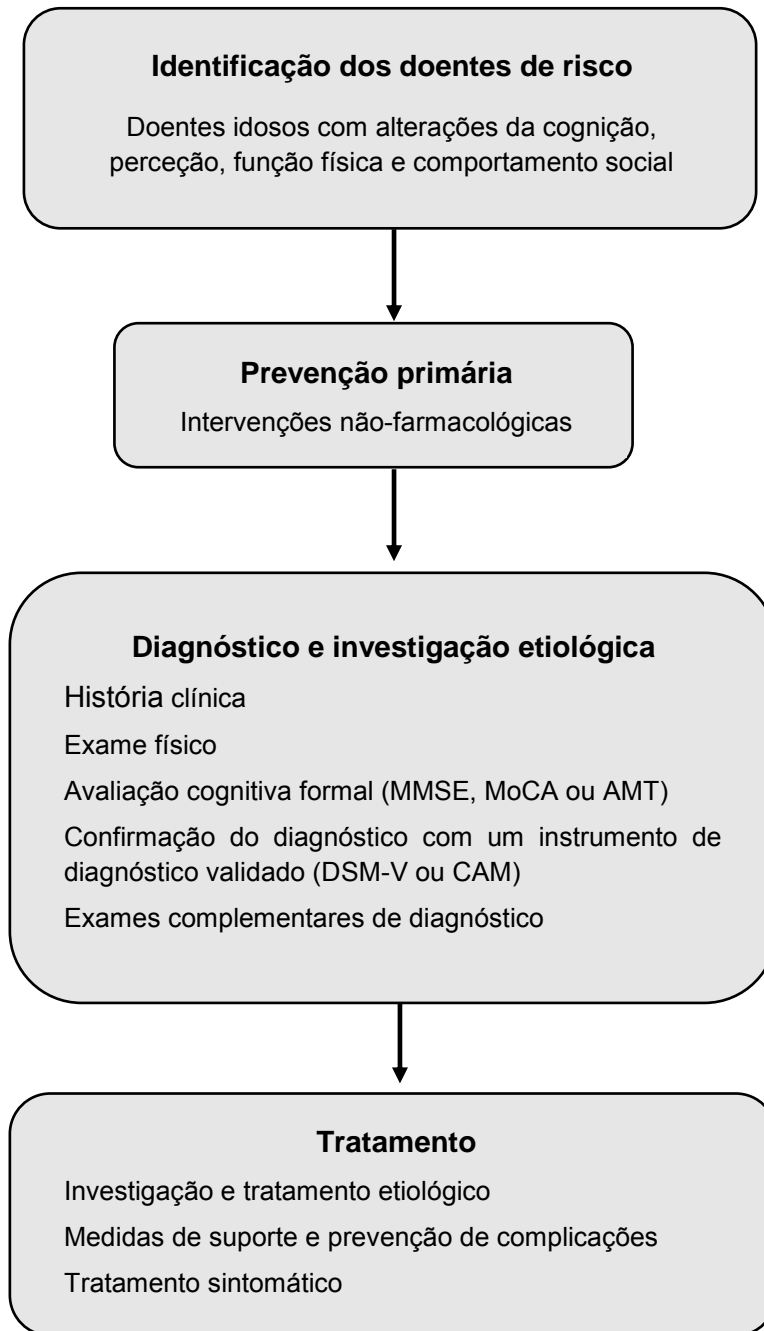 Identificação dos doentes de risco
Doentes idosos com alterações da cognição,
perceção, função física e comportamento social
Prevenção primária
Intervenções não-farmacológicas
Diagnóstico e investigação etiológica
História clínica
Exame físico
Avaliação cognitiva formal (MMSE, MoCA ou AMT)
Confirmação do diagnóstico com um instrumento de
diagnóstico validado (DSM-V ou CAM)
Exames complementares de diagnóstico
Tratamento
Investigação e tratamento etiológico
Medidas de suporte e prevenção de complicações
Tratamento sintomático